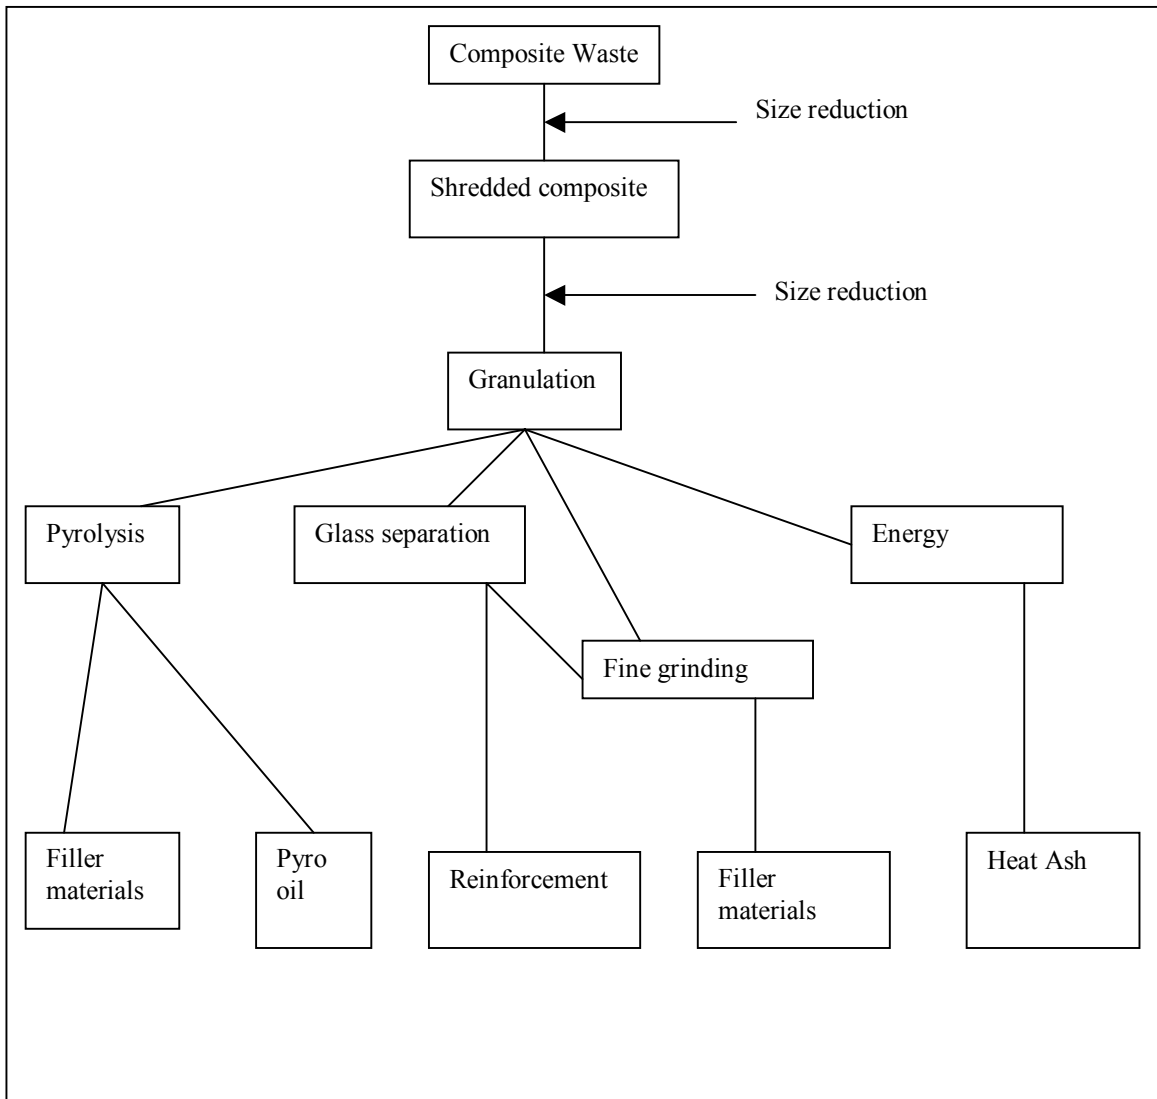 Composite Waste
Size reduction
Shredded composite
Size reduction
Granulation
Pyrolysis
Glass separation
Energy
Fine grinding
Filler
materials
Pyro
oil
Reinforcement
Filler
materials
Heat Ash